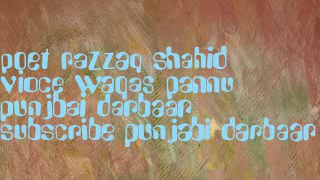 poet razzaq shahid
vioce waqas pannu
punjbai darbaar
subscribe punjabi darbaar